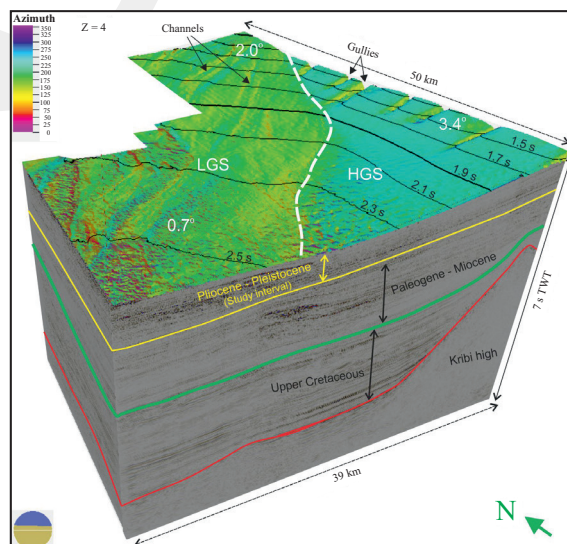 Azimuth
350
325
300
275
250
225
200
175
150
125
100
75
50
25
0
Z = 4
Channels
2.0°
Gullies
50 km
3.4°
1.5 s
1.7 s
1.9 s
2.1 s
2.3 s
2.5 s
LGS
HGS
0.7°
Pliocene - Pleistocene
(Study interval)
Paleogene - Miocene
Upper Cretaceous
Kribi high
7 s TWT
39 km
N